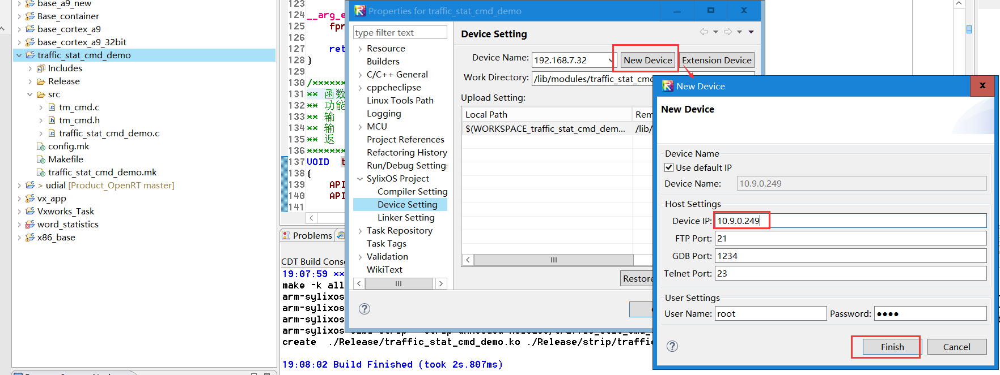 base_a9_new
Base_container
base_cortex_a9
base_cortex_a9_32bit
traffic_stat_cmd_demo
Includes
Release
src
tm_cmd.c
tm_cmd.h
traffic_stat_cmd_demo.c
config.mk
Makefile
traffic_stat_cmd_demo.mk
> udial [Product_OpenRT master]
vx_app
Vxworks_Task
word_statistics
x86_base
123
124 __arg_e
125 fpr
126
127 ret
128 }
129
130 /*******
131 ** 函数
132 ** 功能
133 ** 输
134 ** 输
135 ** 返
136 ********
137 VOID t
138 {
139 API
140 API
141
Problems
CDT Build Conso
19:07:59 **
make -k all
arm-sylixos
arm-sylixos
arm-sylixos
create ./Release/traffic_stat_cmd_demo.ko ./Release/strip/traffic
19:08:02 Build Finished (took 2s.807ms)
Properties for traffic_stat_cmd_demo
type filter text
Resource
Builders
C/C++ General
cppcheclipse
Linux Tools Path
Logging
MCU
Project References
Refactoring History
Run/Debug Settings
SylixOS Project
Compiler Setting
Device Setting
Linker Setting
Task Repository
Task Tags
Validation
WikiText
Device Setting
Device Name: 192.168.7.32 New Device Extension Device
Work Directory: /lib/modules/traffic_stat_cmd
Upload Setting:
Local Path Rem
$(WORKSPACE_traffic_stat_cmd_dem... /lib/
Restore
New Device
New Device
Device Name
Use default IP
Device Name: 10.9.0.249
Host Settings
Device IP: 10.9.0.249
FTP Port: 21
GDB Port: 1234
Telnet Port: 23
User Settings
User Name: root Password: ●●●●
Finish Cancel